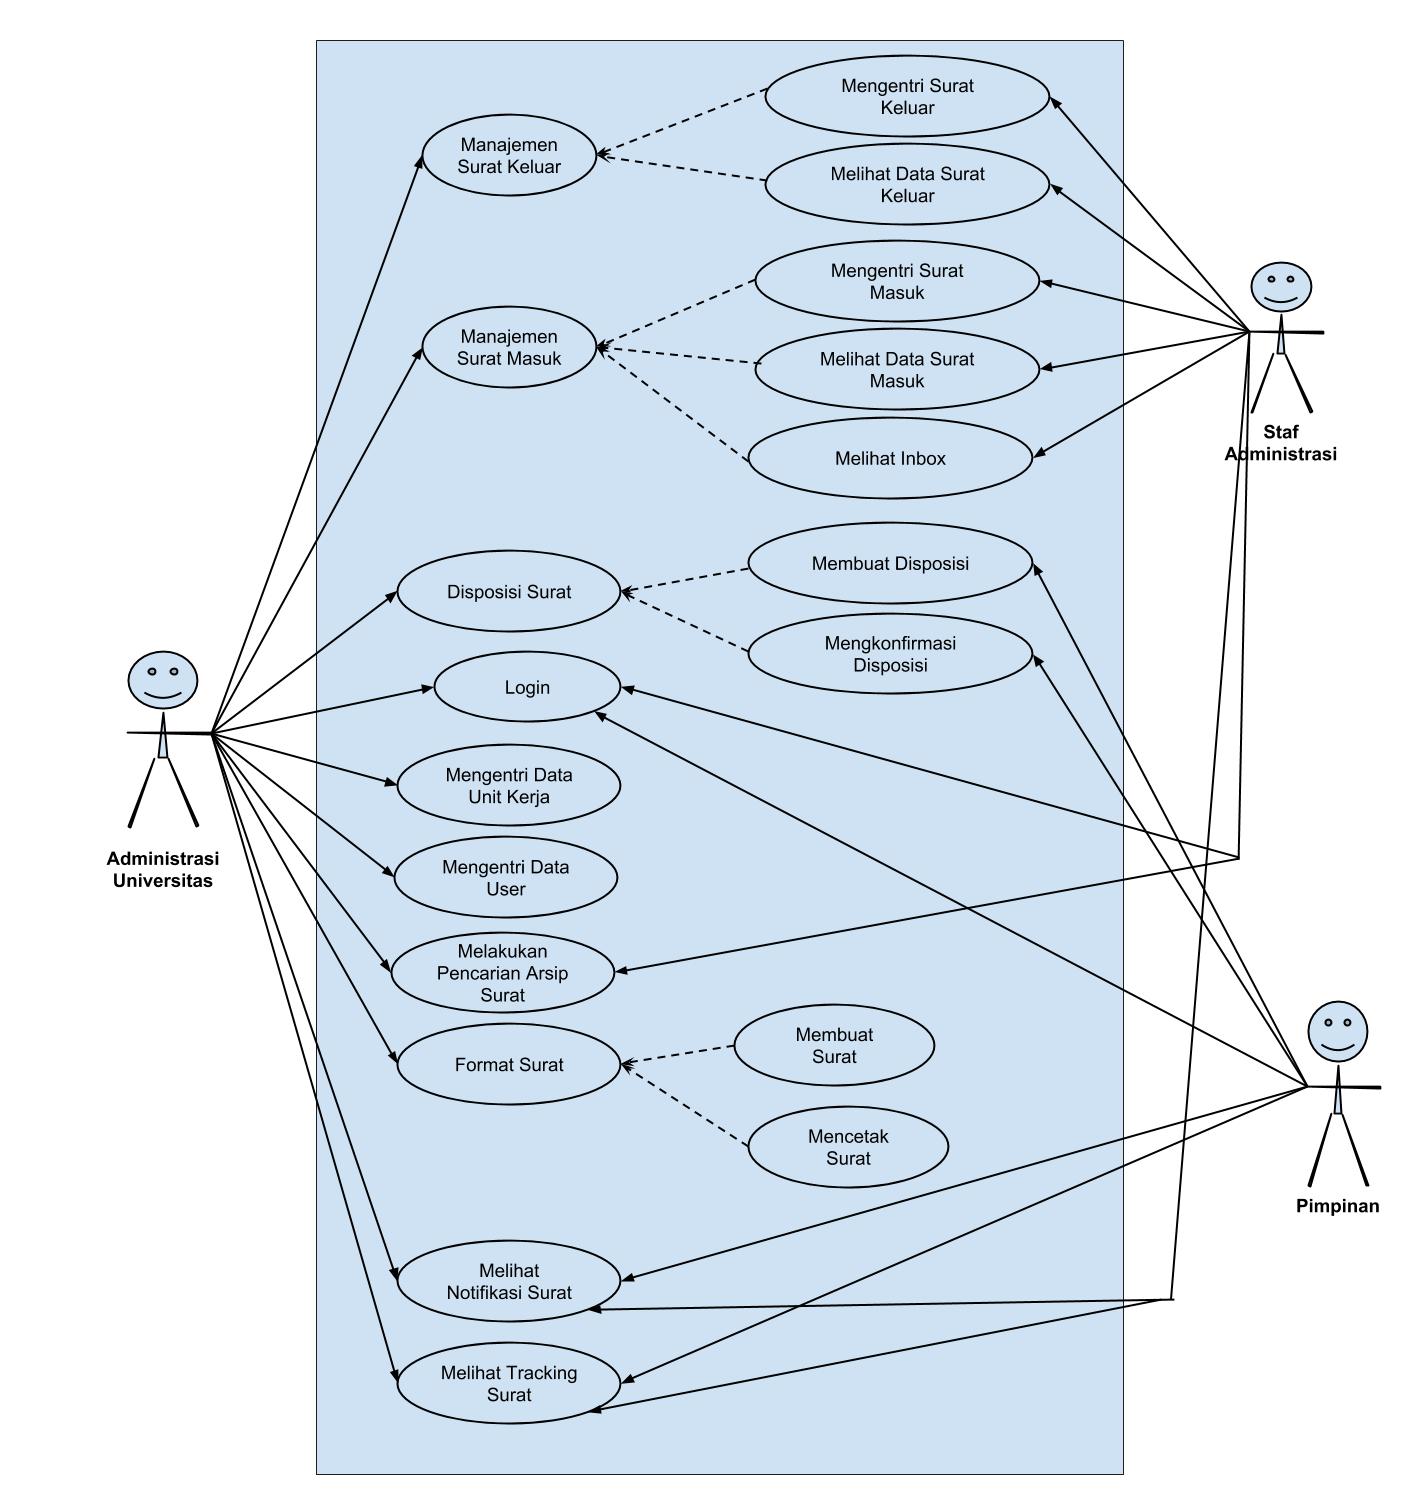 Mengentri Surat
Keluar
Manajemen
Surat Keluar
Melihat Data Surat
Keluar
Mengentri Surat
Masuk
Manajemen
Surat Masuk
Melihat Data Surat
Masuk
Melihat Inbox
Staf
Administrasi
Membuat Disposisi
Disposisi Surat
Mengkonfirmasi
Disposisi
Login
Mengentri Data
Unit Kerja
Administrasi
Universitas
Mengentri Data
User
Melakukan
Pencarian Arsip
Surat
Membuat
Surat
Format Surat
Mencetak
Surat
Pimpinan
Melihat
Notifikasi Surat
Melihat Tracking
Surat